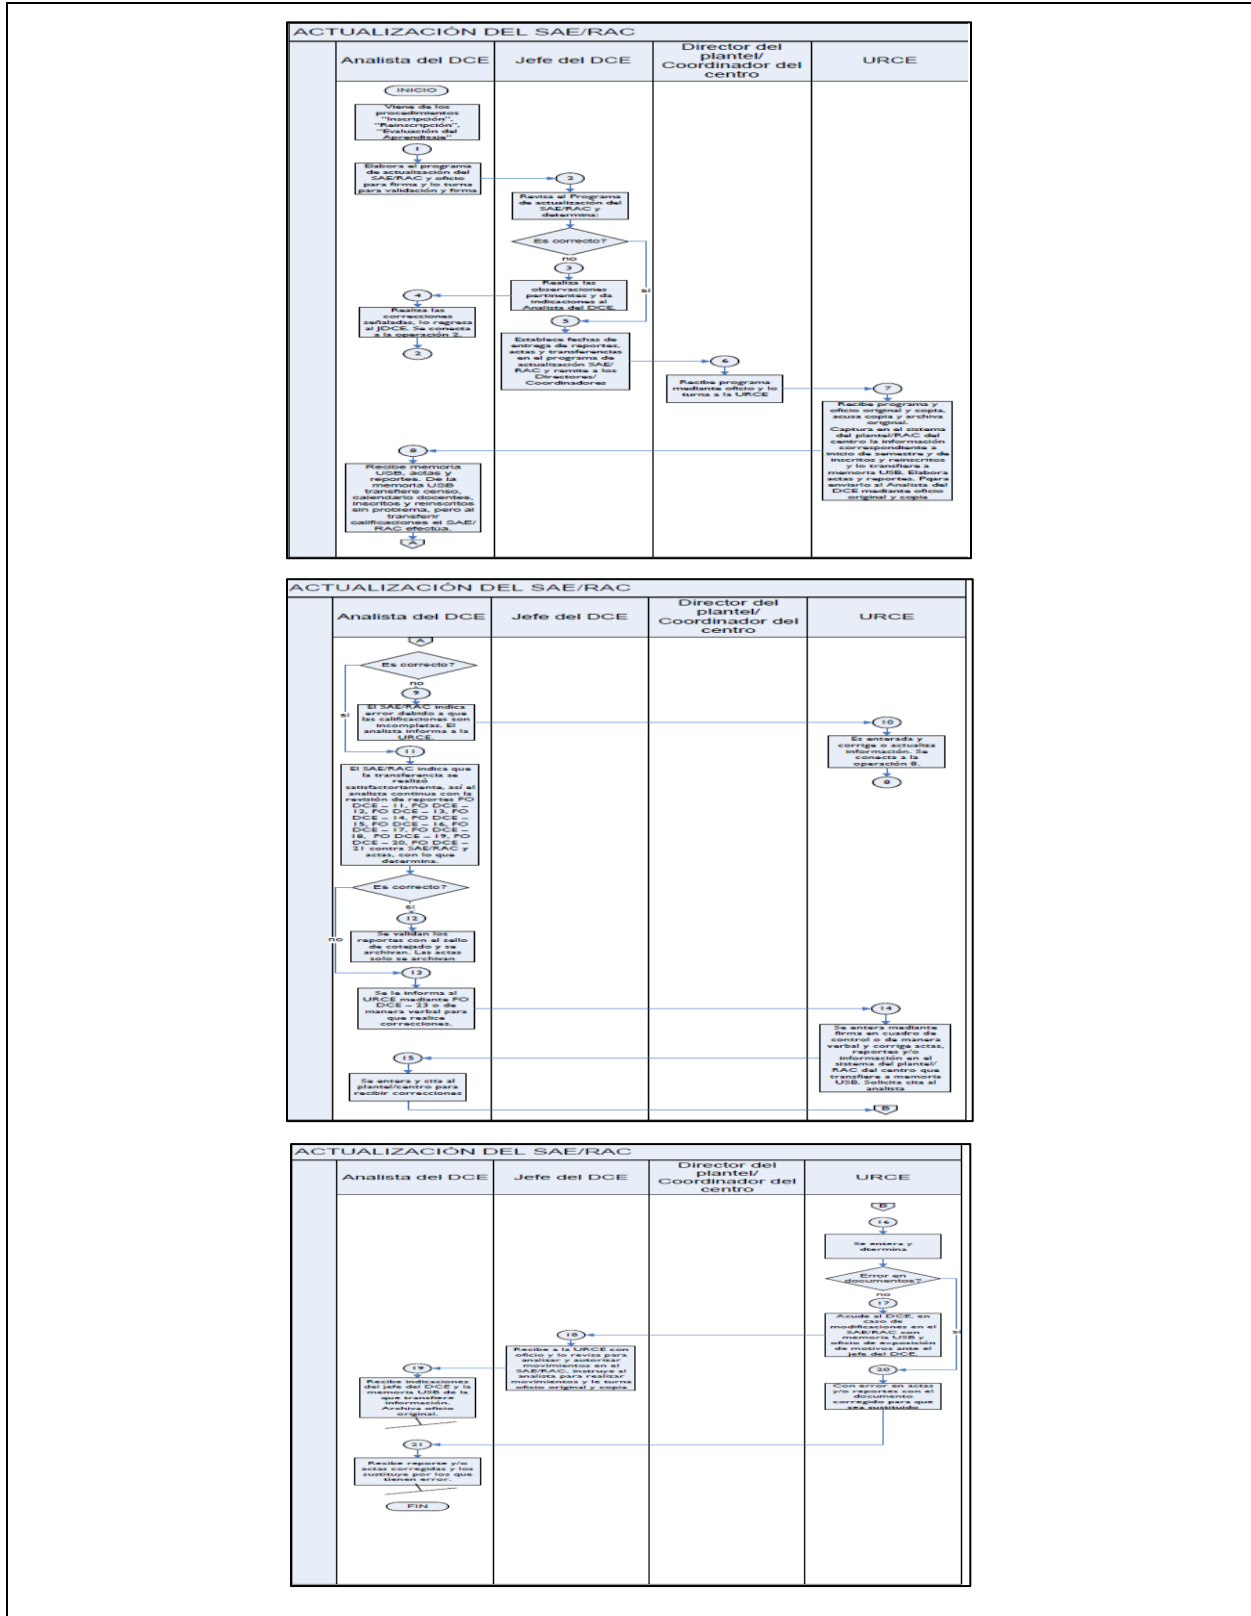 ACTUALIZACIÓN DEL SAE/RAC
Analista del DCE
Jefe del DCE
Director del
plantel/
Coordinador del
centro
URCE
INICIO
Viene de los
procedimientos
"Inscripción",
"Reinscripción",
"Evaluación del
Aprendizaje"
1
Elabora el programa
de actualización del
SAE/RAC y oficio
para firma y lo turna
para validación y firma
2
Revisa el Programa
de actualización del
SAE/RAC y
determina:
Es correcto?
no
si
3
Realiza las
observaciones
pertinentes y da
indicaciones al
Analista del DCE.
4
Realiza las
correcciones
señaladas, lo regresa
al JDCE. Se conecta
a la operación 2.
2
5
Establece fechas de
entrega de reportes,
actas y transferencias
en el programa de
actualización SAE/
RAC y remite a los
Directores/
Coordinadores
6
Recibe programa
mediante oficio y lo
turna a la URCE
7
Recibe programa y
oficio original y copia,
acusa copia y archiva
original.
Captura en el sistema
del plantel/RAC del
centro la información
correspondiente a
inicio de semestre y de
inscritos y reinscritos
y lo transfiere a
memoria USB. Elabora
actas y reportes. Pqara
enviarlo al Analista del
DCE mediante oficio
original y copia
8
Recibe memoria
USB, actas y
reportes. De la
memoria USB
transfiere censo,
calendario docentes,
inscritos y reinscritos
sin problema, pero al
transferir
calificaciones el SAE/
RAC efectúa.
A
ACTUALIZACIÓN DEL SAE/RAC
Analista del DCE
Jefe del DCE
Director del
plantel/
Coordinador del
centro
URCE
A
Es correcto?
no
si
9
El SAE/RAC indica
error debido a que
las calificaciones son
incompletas. El
analista informa a la
URCE.
10
Es enterada y
corrige o actualiza
información. Se
conecta a la
operación 8.
8
11
El SAE/RAC indica que
la transferencia se
realizó
satisfactoriamente, así el
analista continua con la
revisión de reportes FO
DCE – 11, FO DCE –
12, FO DCE – 13, FO
DCE – 14, FO DCE –
15, FO DCE – 16, FO
DCE – 17, FO DCE –
18, FO DCE – 19, FO
DCE – 20, FO DCE –
21 contra SAE/RAC y
actas, con lo que
determina.
Es correcto?
si
no
12
Se validan los
reportes con el sello
de cotejado y se
archivan. Las actas
solo se archivan
13
Se le informa al
URCE mediante FO
DCE – 23 o de
manera verbal para
que realice
correcciones.
14
Se entera mediante
firma en cuadro de
control o de manera
verbal y corrige actas,
reportes y/o
información en el
sistema del plantel/
RAC del centro que
transfiere a memoria
USB. Solicita cita al
analista
15
Se entera y cita al
plantel/centro para
recibir correcciones
B
ACTUALIZACIÓN DEL SAE/RAC
Analista del DCE
Jefe del DCE
Director del
plantel/
Coordinador del
centro
URCE
B
16
Se entera y
dtermina
Error en
documentos?
no
si
17
Acude al DCE, en
caso de
modificaciones en el
SAE/RAC con
memoria USB y
oficio de exposición
de motivos ante el
jefe del DCE.
18
Recibe a la URCE con
oficio y lo reviza para
analizar y autorizar
movimientos en el
SAE/RAC, instruye al
analista para realizar
movimientos y le turna
oficio original y copia
19
Recibe indicaciones
del jefe del DCE y la
memoria USB de la
que transfiere
información.
Archiva oficio
original.
20
Con error en actas
y/o reportes con el
documento
corregido para que
sea sustituido
21
Recibe reporte y/o
actas corregidas y los
sustituye por los que
tienen error.
FIN